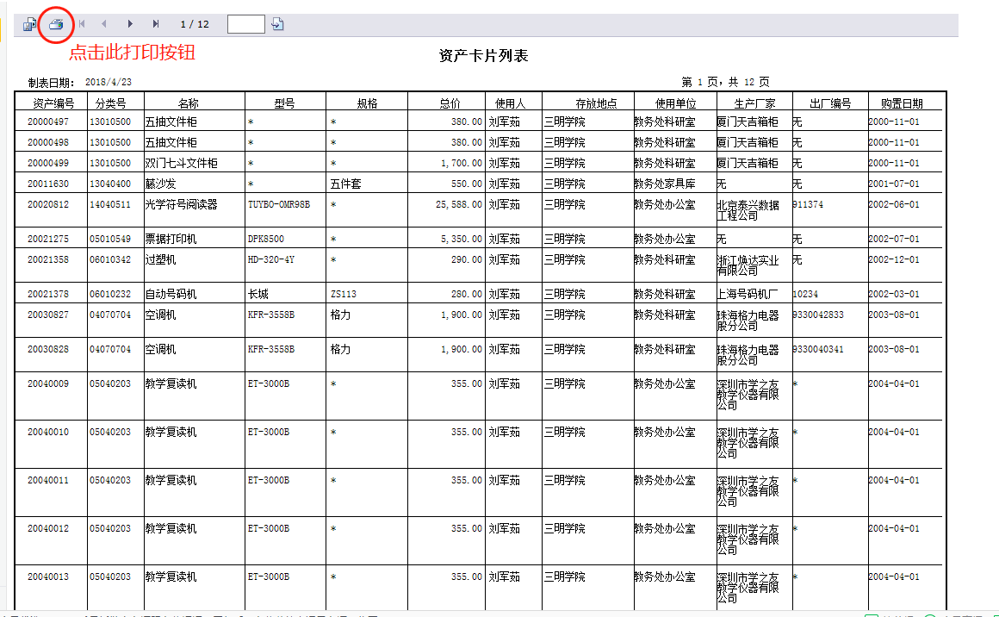 1 / 12
点击此打印按钮
资产卡片列表
制表日期: 2018/4/23
第 1 页,共 12 页
资产编号 分类号 名称 型号 规格 总价 使用人 存放地点 使用单位 生产厂家 出厂编号 购置日期
20000497 13010500 五抽文件柜 * * 380.00 刘军茹 三明学院 教务处科研室 厦门天吉箱柜 无 2000-11-01
20000498 13010500 五抽文件柜 * * 380.00 刘军茹 三明学院 教务处科研室 厦门天吉箱柜 无 2000-11-01
20000499 13010500 双门七斗文件柜 * * 1,700.00 刘军茹 三明学院 教务处科研室 厦门天吉箱柜 无 2000-11-01
20011630 13040400 藤沙发 * 五件套 550.00 刘军茹 三明学院 教务处家具库 无 无 2001-07-01
20020812 14040511 光学符号阅读器 TUYBO-OMR98B * 25,588.00 刘军茹 三明学院 教务处办公室 北京泰兴数据 911374 2002-06-01
工程公司
20021275 05010549 票据打印机 DPK8500 * 5,350.00 刘军茹 三明学院 教务处办公室 无 无 2002-07-01
20021358 06010342 过塑机 HD-320-4Y * 290.00 刘军茹 三明学院 教务处科研室 浙江焕达实业 无 2002-12-01
有限公司
20021378 06010232 自动号码机 长城 ZS113 280.00 刘军茹 三明学院 教务处科研室 上海号码机厂 10234 2002-03-01
20030827 04070704 空调机 KFR-3558B 格力 1,900.00 刘军茹 三明学院 教务处科研室 珠海格力电器 9330042833 2003-08-01
股分公司
20030828 04070704 空调机 KFR-3558B 格力 1,900.00 刘军茹 三明学院 教务处科研室 珠海格力电器 9330040341 2003-08-01
股分公司
20040009 05040203 教学复读机 ET-3000B * 355.00 刘军茹 三明学院 教务处办公室 深圳市学之友 * 2004-04-01
教学仪器有限
公司
20040010 05040203 教学复读机 ET-3000B * 355.00 刘军茹 三明学院 教务处办公室 深圳市学之友 * 2004-04-01
教学仪器有限
公司
20040011 05040203 教学复读机 ET-3000B * 355.00 刘军茹 三明学院 教务处办公室 深圳市学之友 * 2004-04-01
教学仪器有限
公司
20040012 05040203 教学复读机 ET-3000B * 355.00 刘军茹 三明学院 教务处办公室 深圳市学之友 * 2004-04-01
教学仪器有限
公司
20040013 05040203 教学复读机 ET-3000B * 355.00 刘军茹 三明学院 教务处办公室 深圳市学之友 * 2004-04-01
教学仪器有限
公司